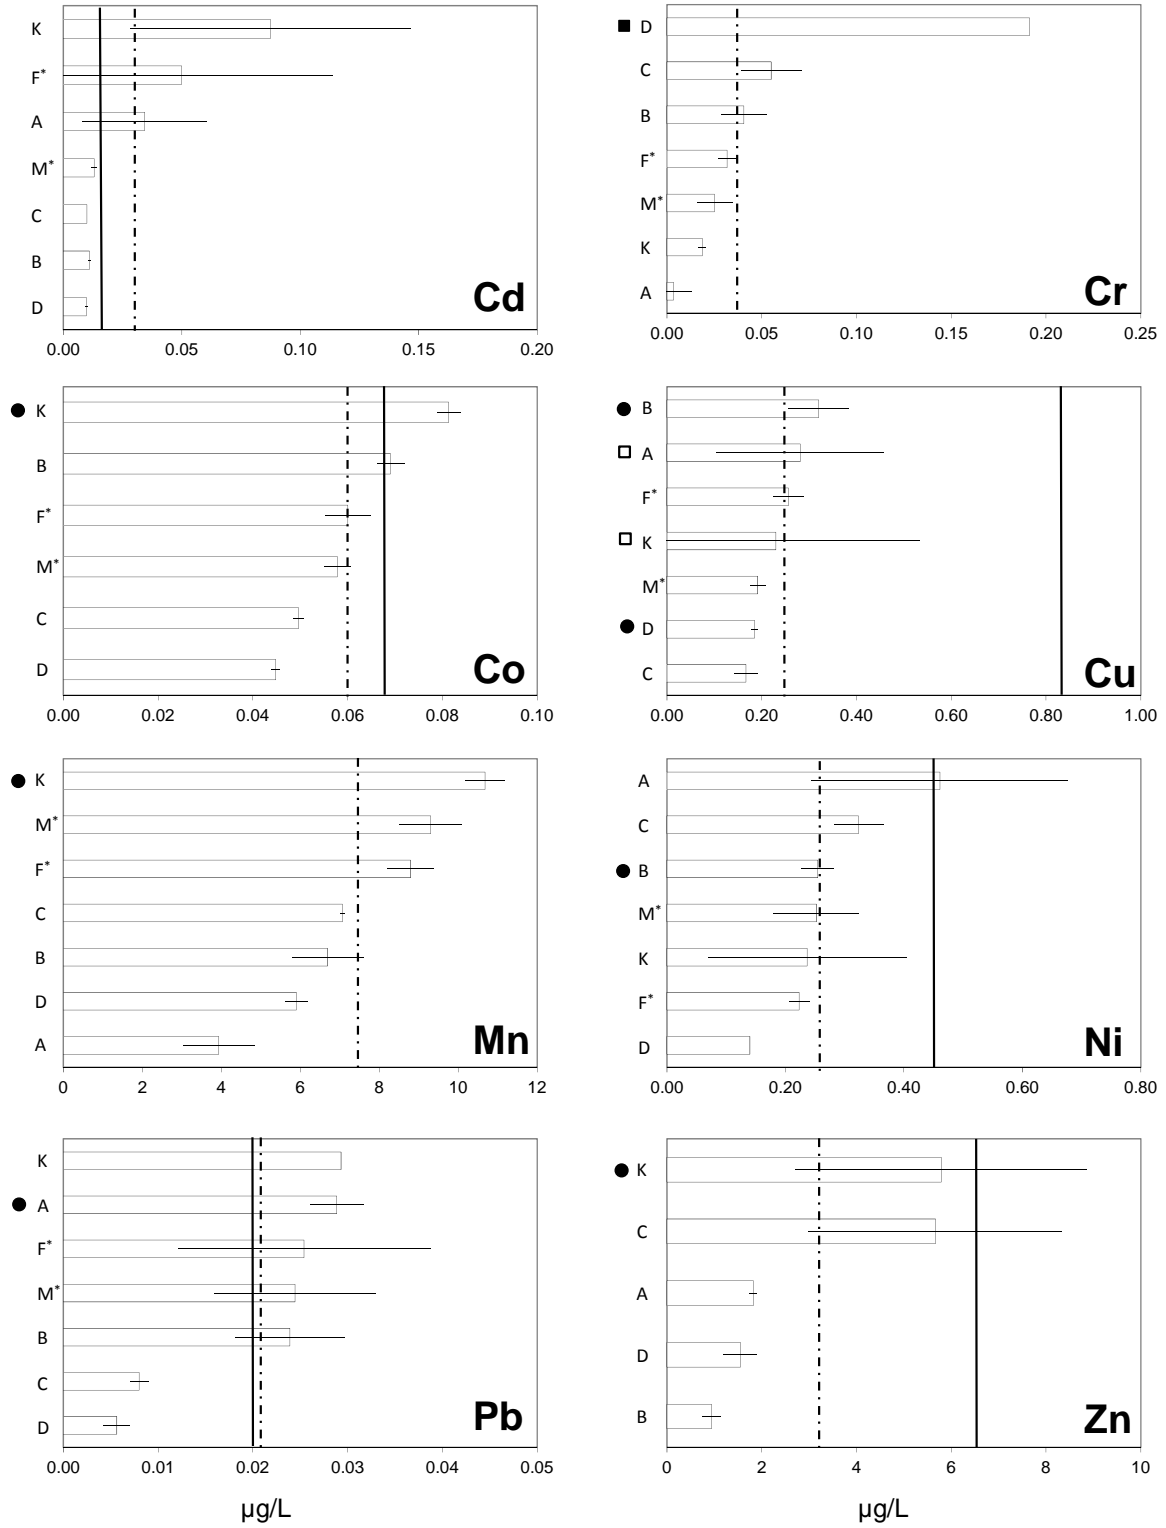 K
F*
A
M*
C
B
D
Cd
0.00 0.05 0.10 0.15 0.20
D
C
B
F*
M*
K
A
Cr
0.00 0.05 0.10 0.15 0.20 0.25
K
B
F*
M*
C
D
Co
0.00 0.02 0.04 0.06 0.08 0.10
B
A
F*
K
M*
D
C
Cu
0.00 0.20 0.40 0.60 0.80 1.00
K
M*
F*
C
B
D
A
Mn
0 2 4 6 8 10 12
A
C
B
M*
K
F*
D
Ni
0.00 0.20 0.40 0.60 0.80
K
A
F*
M*
B
C
D
Pb
0.00 0.01 0.02 0.03 0.04 0.05
µg/L
K
C
A
D
B
Zn
0 2 4 6 8 10
µg/L